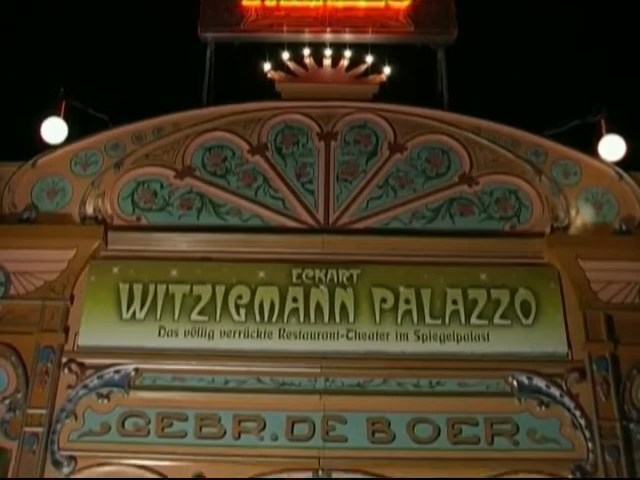 ECKART
WITZIGMANN PALAZZO
Das völlig verrückte Restaurant-Theater im Spiegelpalast
GEBR. DE BOER